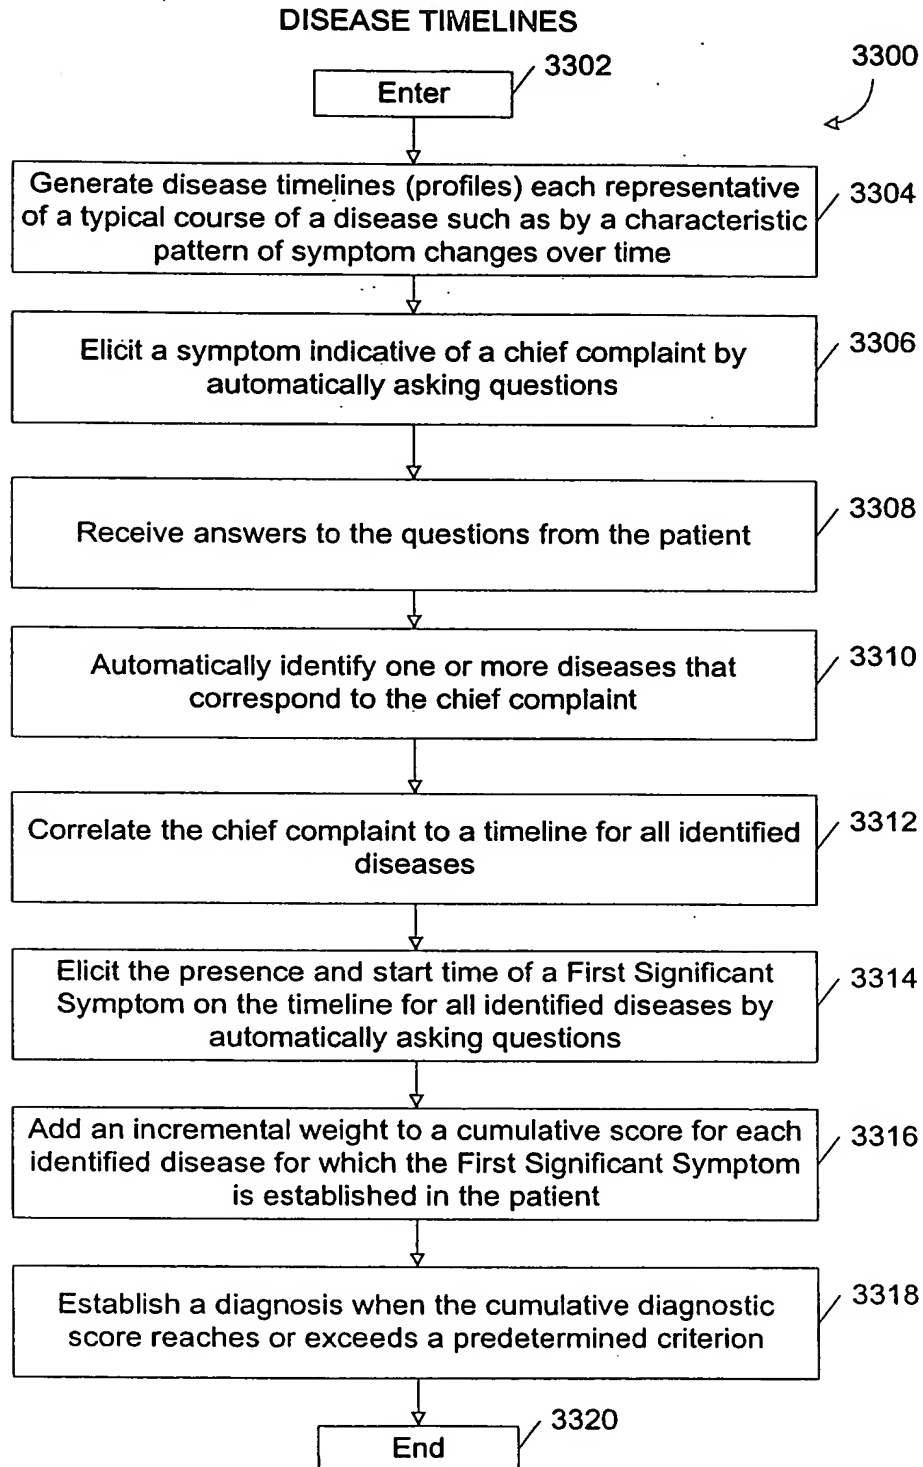 DISEASE TIMELINES
3300
3302
Enter
Generate disease timelines (profiles) each representative
of a typical course of a disease such as by a characteristic
pattern of symptom changes over time
3304
Elicit a symptom indicative of a chief complaint by
automatically asking questions
3306
Receive answers to the questions from the patient
3308
Automatically identify one or more diseases that
correspond to the chief complaint
3310
Correlate the chief complaint to a timeline for all identified
diseases
3312
Elicit the presence and start time of a First Significant
Symptom on the timeline for all identified diseases by
automatically asking questions
3314
Add an incremental weight to a cumulative score for each
identified disease for which the First Significant Symptom
is established in the patient
3316
Establish a diagnosis when the cumulative diagnostic
score reaches or exceeds a predetermined criterion
3318
3320
End